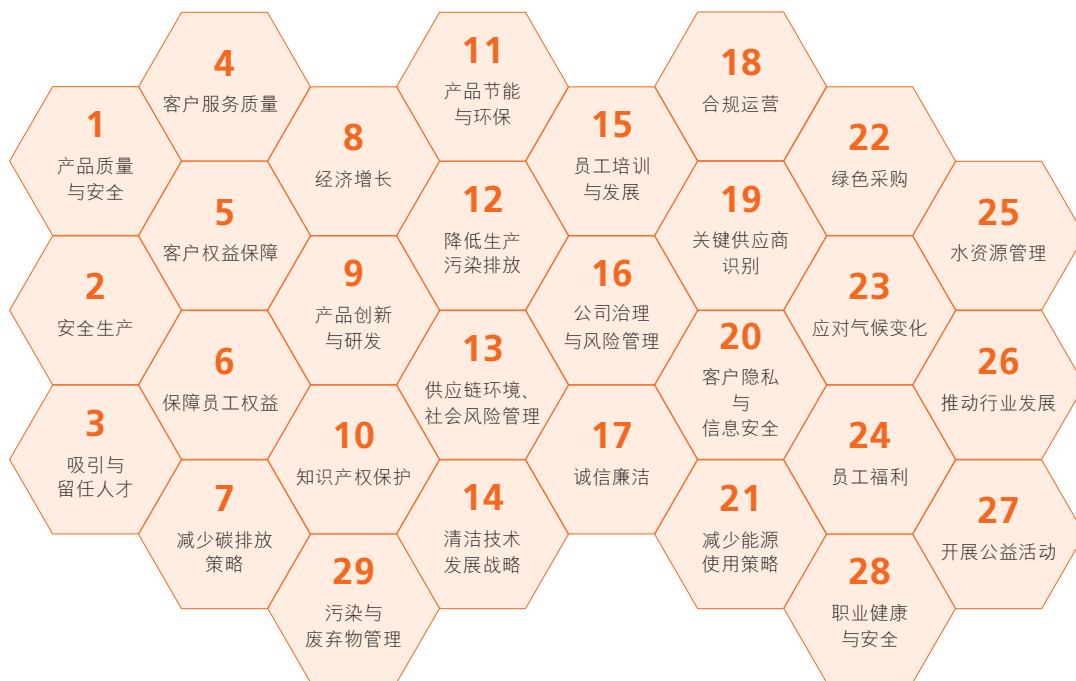 1
产品质量
与安全
2
安全生产
3
吸引与
留任人才
4
客户服务质量
5
客户权益保障
6
保障员工权益
7
减少碳排放
策略
8
经济增长
9
产品创新
与研发
10
知识产权保护
29
污染与
废弃物管理
11
产品节能
与环保
12
降低生产
污染排放
13
供应链环境、
社会风险管理
14
清洁技术
发展战略
15
员工培训
与发展
16
公司治理
与风险管理
17
诚信廉洁
18
合规运营
19
关键供应商
识别
20
客户隐私
与
信息安全
21
减少能源
使用策略
22
绿色采购
23
应对气候变化
24
员工福利
28
职业健康
与安全
25
水资源管理
26
推动行业发展
27
开展公益活动